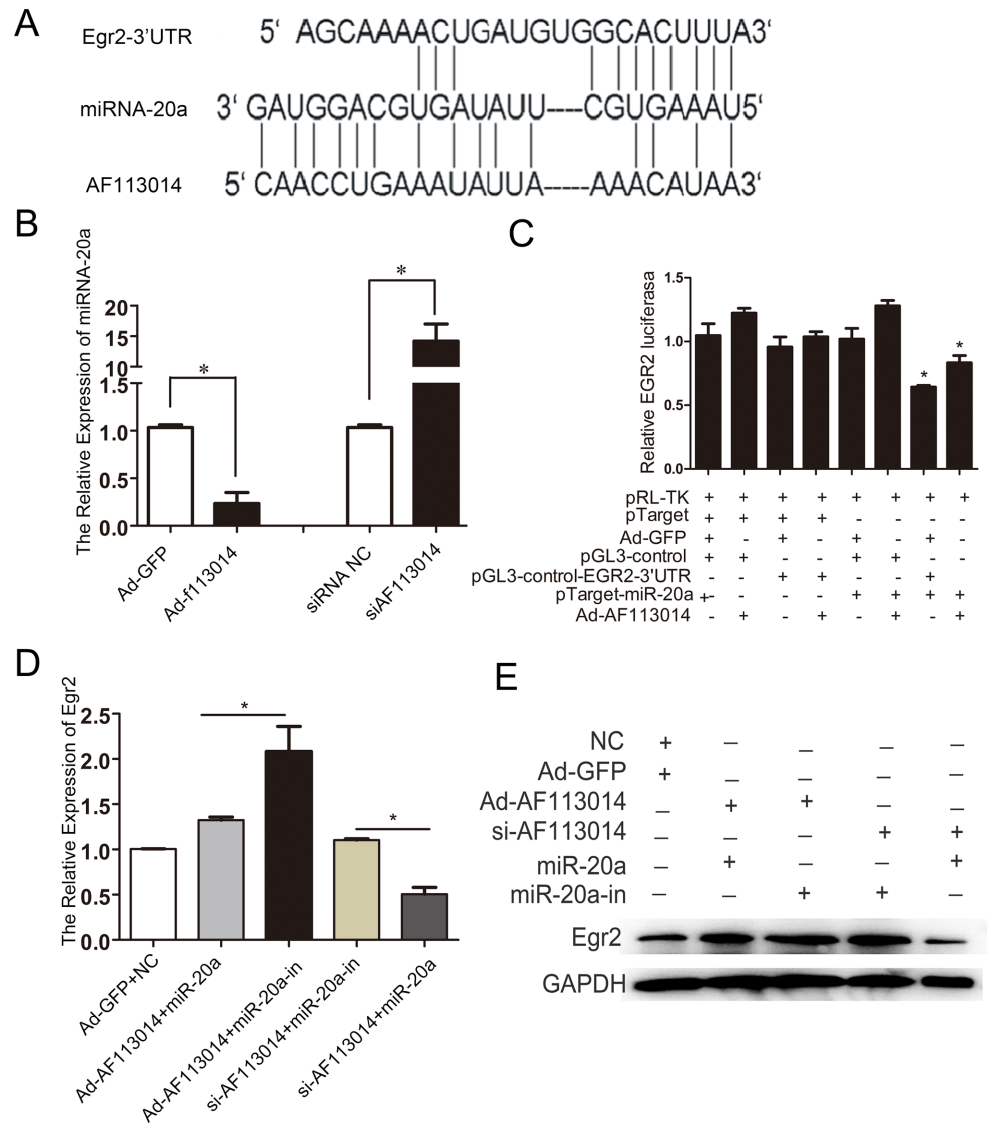 A
Egr2-3'UTR 5' AGCAAAACUGAUGUGGCACUUUA3'
miRNA-20a 3' GAUGGACGUGAUAUU----CGUGAAAU5'
AF113014 5' CAACCUGAAAUAUUA-----AAACAUAA3'
B
The Relative Expression of miRNA-20a
20
15
10
1.5
1.0
0.5
0.0
*
*
Ad-GFP
Ad-f113014
siRNA NC
siAF113014
C
Relative EGR2 luciferasa
1.5
1.0
0.5
0.0
*
*
pRL-TK + + + + + + + +
pTarget + + + + - - - -
Ad-GFP + - + - + - + -
pGL3-control + + - - + + - -
pGL3-control-EGR2-3'UTR - - + + - - +
pTarget-miR-20a +- - - - + + + +
Ad-AF113014 - + - + - + - +
D
The Relative Expression of Egr2
2.5
2.0
1.5
1.0
0.5
0.0
*
*
Ad-GFP+NC
Ad-AF113014+miR-20a
Ad-AF113014+miR-20a-in
si-AF113014+miR-20a-in
si-AF113014+miR-20a
E
NC + – – – –
Ad-GFP + – – – –
Ad-AF113014 – + + – –
si-AF113014 – – – + +
miR-20a – + – – +
miR-20a-in – – + + –
Egr2
GAPDH